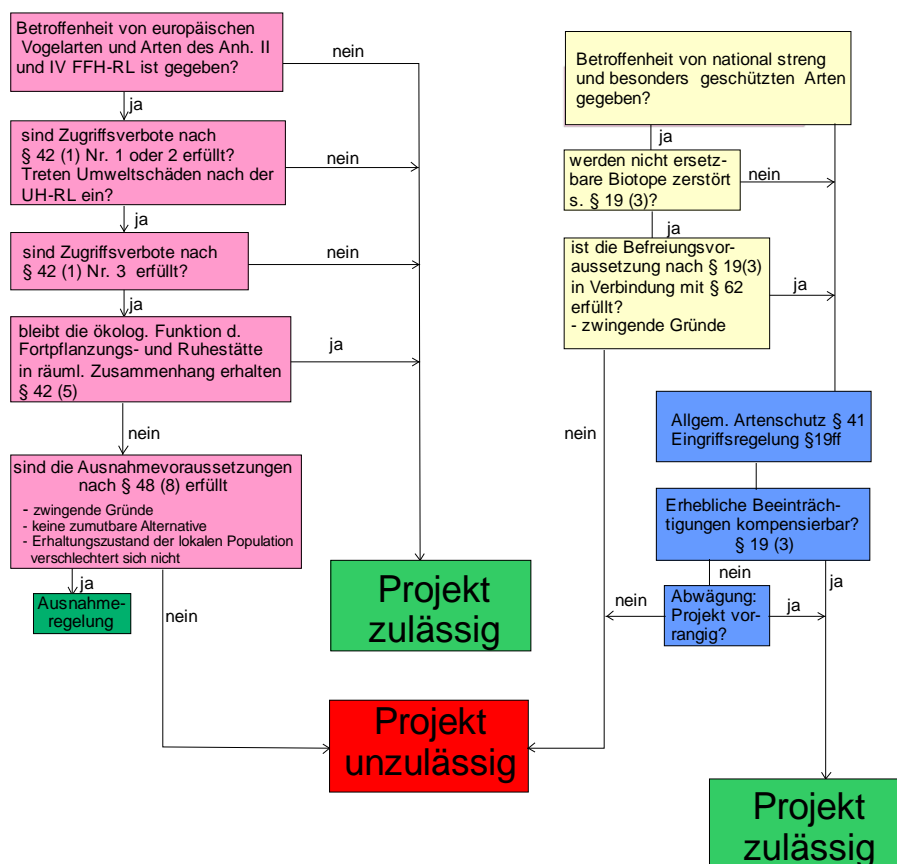 Betroffenheit von europäischen
Vogelarten und Arten des Anh. II
und IV FFH-RL ist gegeben?
nein
ja
sind Zugriffsverbote nach
§ 42 (1) Nr. 1 oder 2 erfüllt?
Treten Umweltschäden nach der
UH-RL ein?
nein
ja
sind Zugriffsverbote nach
§ 42 (1) Nr. 3 erfüllt?
nein
ja
bleibt die ökolog. Funktion d.
Fortpflanzungs- und Ruhestätte
in räuml. Zusammenhang erhalten
§ 42 (5)
ja
nein
sind die Ausnahmevoraussetzungen
nach § 48 (8) erfüllt
- zwingende Gründe
- keine zumutbare Alternative
- Erhaltungszustand der lokalen Population
verschlechtert sich nicht
ja
Ausnahme-
regelung
nein
Projekt
zulässig
Projekt
unzulässig
Betroffenheit von national streng
und besonders geschützten Arten
gegeben?
ja
werden nicht ersetz-
bare Biotope zerstört
s. § 19 (3)?
nein
ja
ist die Befreiungsvor-
aussetzung nach § 19(3)
in Verbindung mit § 62
erfüllt?
- zwingende Gründe
ja
nein
Allgem. Artenschutz § 41
Eingriffsregelung §19ff
Erhebliche Beeinträch-
tigungen kompensierbar?
§ 19 (3)
nein
ja
Abwägung:
Projekt vor-
rangig?
nein
ja
Projekt
zulässig